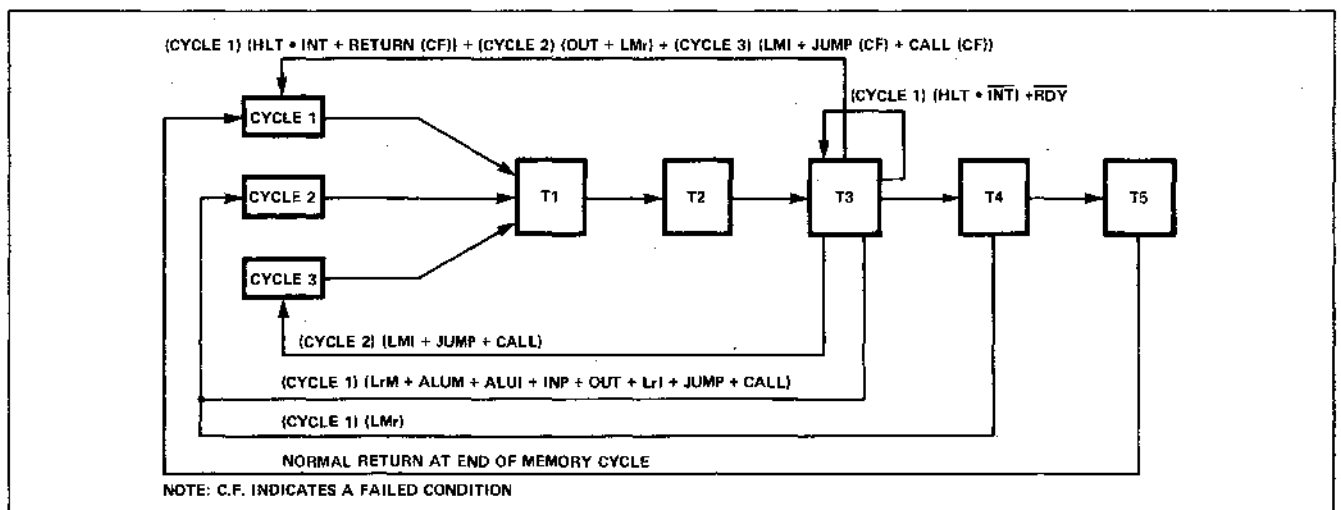 (CYCLE 1) (HLT • INT + RETURN (CF)) + (CYCLE 2) (OUT + LMr) + (CYCLE 3) (LMI + JUMP (CF) + CALL (CF))
(CYCLE 1) (HLT • I̅N̅T̅) + R̅D̅Y̅
CYCLE 1
CYCLE 2
CYCLE 3
T1
T2
T3
T4
T5
(CYCLE 2) (LMI + JUMP + CALL)
(CYCLE 1) (LrM + ALUM + ALUI + INP + OUT + LrI + JUMP + CALL)
(CYCLE 1) (LMr)
NORMAL RETURN AT END OF MEMORY CYCLE
NOTE: C.F. INDICATES A FAILED CONDITION